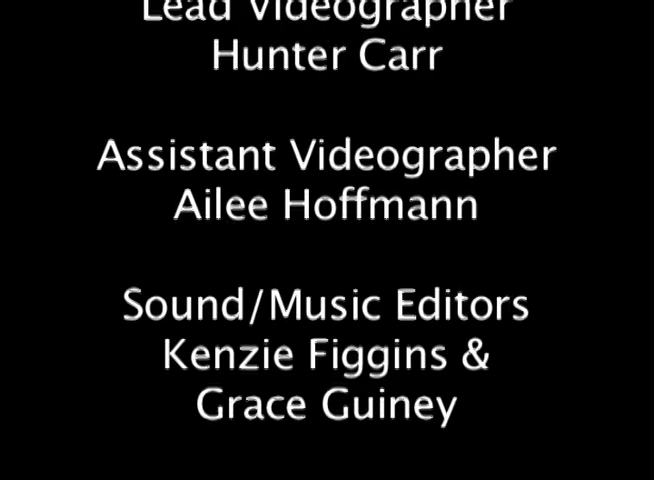 Lead Videographer
Hunter Carr
Assistant Videographer
Ailee Hoffmann
Sound/Music Editors
Kenzie Figgins &
Grace Guiney